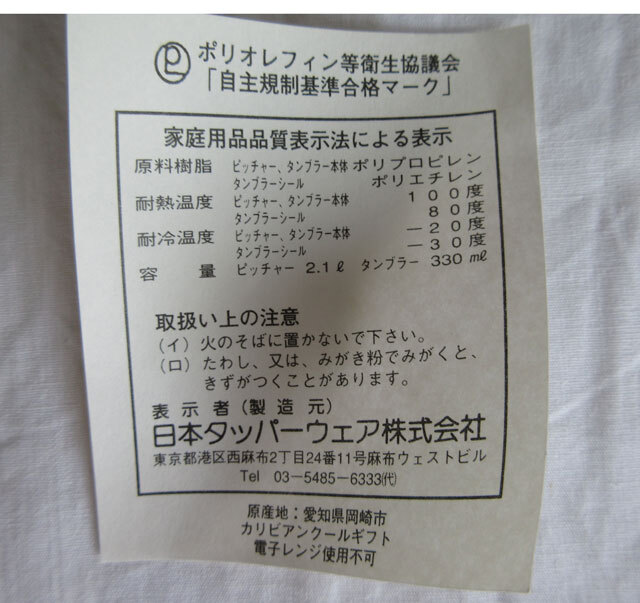 ポリオレフィン等衛生協議会
「自主規制基準合格マーク」
家庭用品品質表示法による表示
原料樹脂 ピッチャー、タンブラー本体 ポリプロピレン
タンブラーシール ポリエチレン
耐熱温度 ピッチャー、タンブラー本体 100度
タンブラーシール 80度
耐冷温度 ピッチャー、タンブラー本体 －20度
タンブラーシール －30度
容量 ピッチャー 2.1ℓ タンブラー 330㎖
取扱い上の注意
（イ）火のそばに置かないで下さい。
（ロ）たわし、又は、みがき粉でみがくと、
きずがつくことがあります。
表示者（製造元）
日本タッパーウェア株式会社
東京都港区西麻布2丁目24番11号麻布ウェストビル
Tel 03－5485－6333㈹
原産地：愛知県岡崎市
カリビアンクールギフト
電子レンジ使用不可